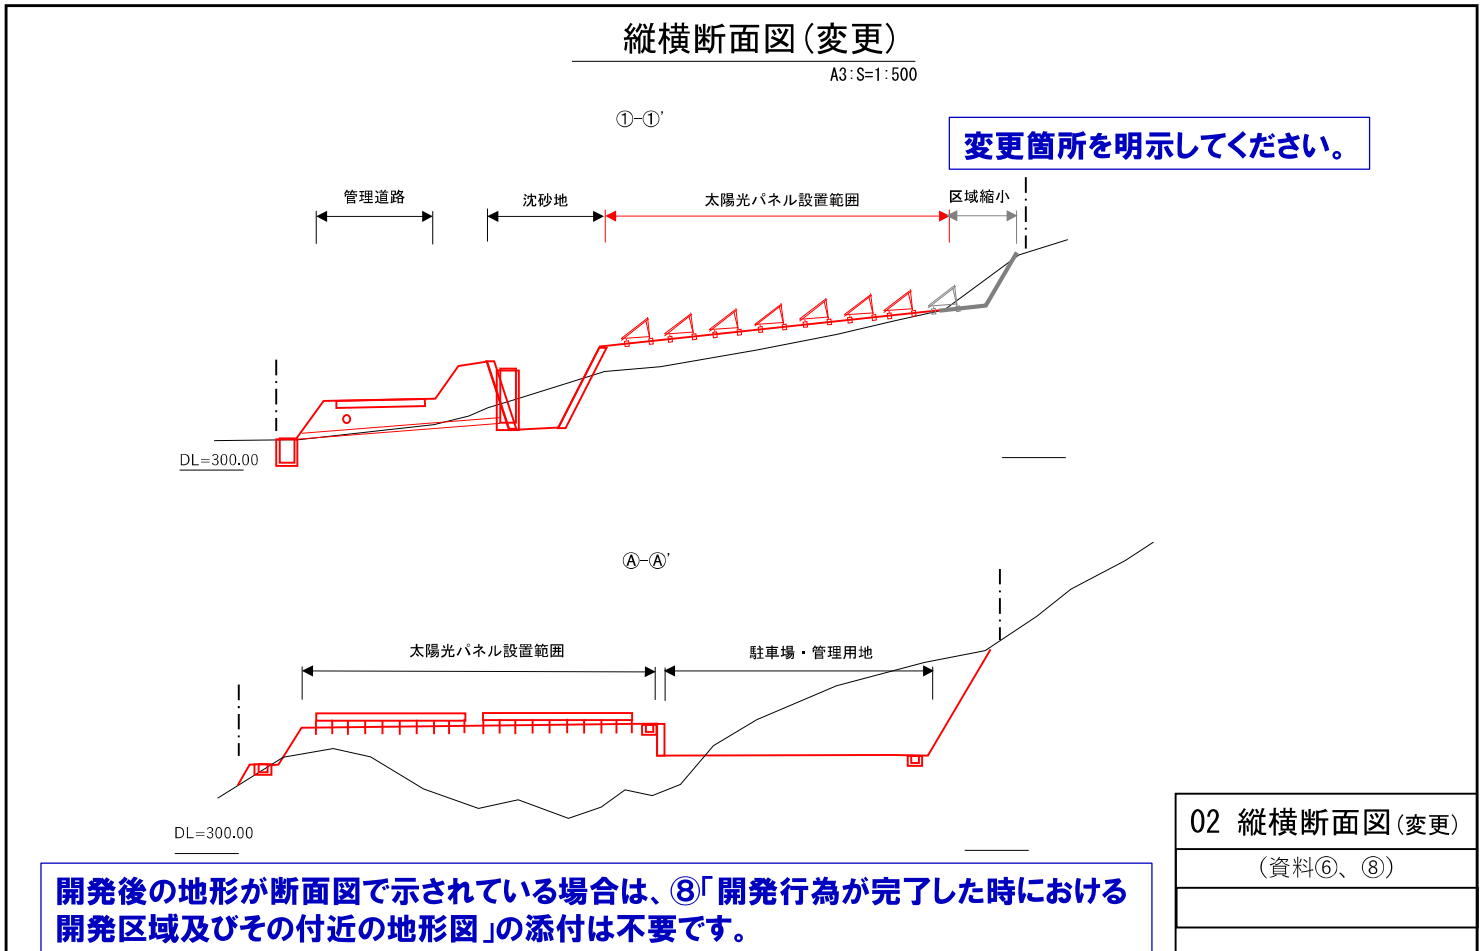 縦横断面図(変更)
A3:S=1:500
①-①'
変更箇所を明示してください。
管理道路
沈砂地
太陽光パネル設置範囲
区域縮小
DL=300.00
Ⓐ-Ⓐ'
太陽光パネル設置範囲
駐車場・管理用地
DL=300.00
02 縦横断面図(変更)
(資料⑥、⑧)
開発後の地形が断面図で示されている場合は、⑧「開発行為が完了した時における
開発区域及びその付近の地形図」の添付は不要です。